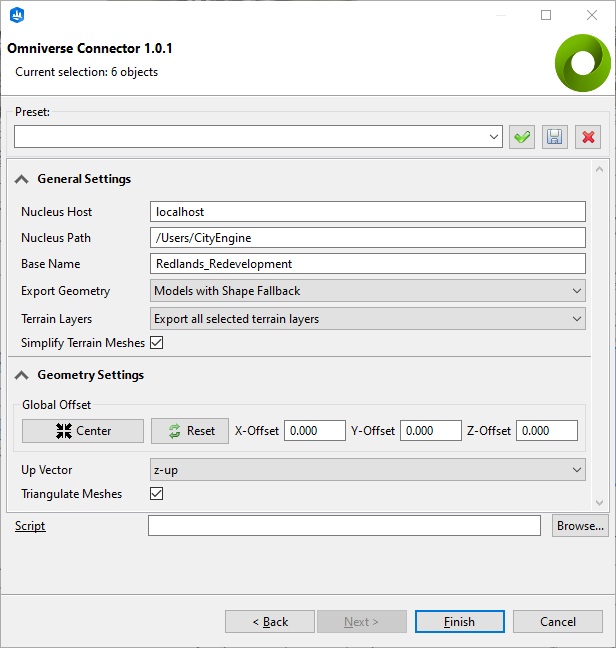 Omniverse Connector 1.0.1
Current selection: 6 objects
Preset:
General Settings
Nucleus Host localhost
Nucleus Path /Users/CityEngine
Base Name Redlands_Redevelopment
Export Geometry Models with Shape Fallback
Terrain Layers Export all selected terrain layers
Simplify Terrain Meshes
Geometry Settings
Global Offset
Center Reset X-Offset 0.000 Y-Offset 0.000 Z-Offset 0.000
Up Vector z-up
Triangulate Meshes
Script Browse...
< Back Next > Finish Cancel